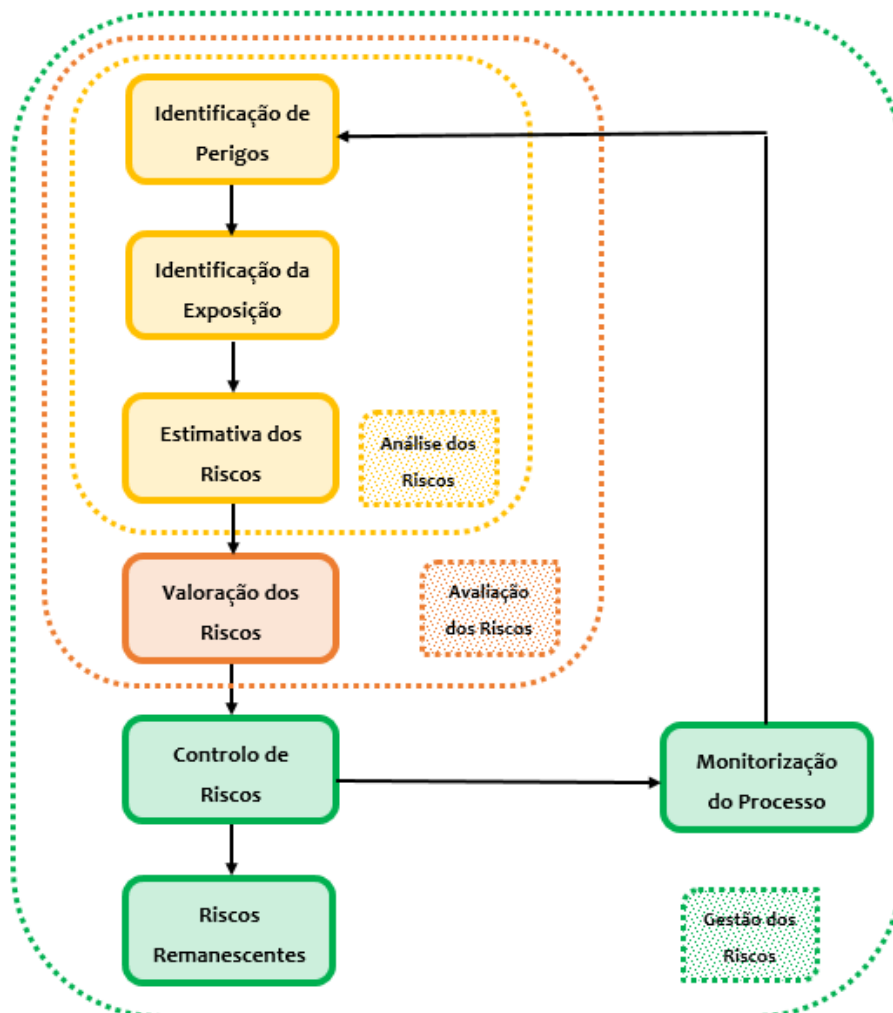 Identificação de
Perigos
Identificação da
Exposição
Estimativa dos
Riscos
Análise dos
Riscos
Valoração dos
Riscos
Avaliação
dos Riscos
Controlo de
Riscos
Monitorização
do Processo
Riscos
Remanescentes
Gestão dos
Riscos